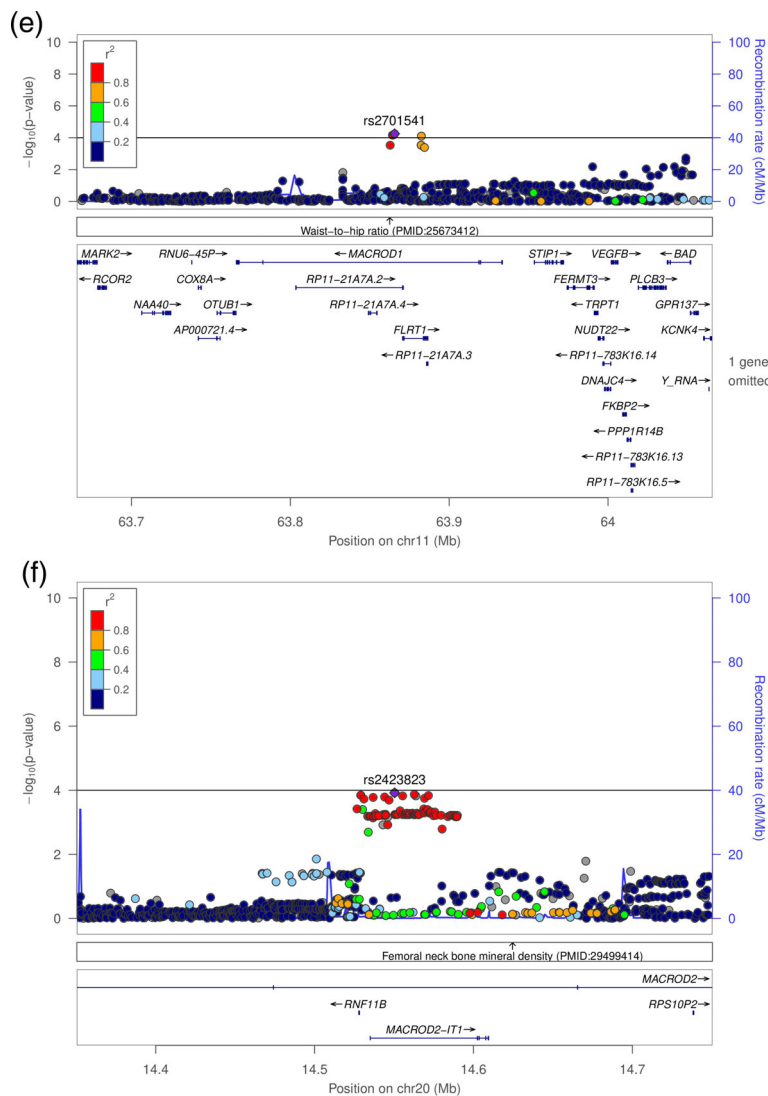 (e)
r2
0.8
0.6
0.4
0.2
10
8
6
4
2
0
−log10(p−value)
100
80
60
40
20
0
Recombination rate (cM/Mb)
rs2701541
Waist−to−hip ratio (PMID:25673412)
MARK2→ RNU6−45P→ ←MACROD1 STIP1→ VEGFB→ ←BAD
←RCOR2 COX8A→ RP11−21A7A.2→ FERMT3→ PLCB3→
NAA40→ OTUB1→ RP11−21A7A.4→ ←TRPT1 GPR137→
AP000721.4→ FLRT1→ NUDT22→ KCNK4→
←RP11−21A7A.3 ←RP11−783K16.14
DNAJC4→ Y_RNA→
FKBP2→
←PPP1R14B
←RP11−783K16.13
RP11−783K16.5→
1 gene
omitted
63.7 63.8 63.9 64
Position on chr11 (Mb)
(f)
r2
0.8
0.6
0.4
0.2
10
8
6
4
2
0
−log10(p−value)
100
80
60
40
20
0
Recombination rate (cM/Mb)
rs2423823
Femoral neck bone mineral density (PMID:29499414)
MACROD2→
←RNF11B RPS10P2→
MACROD2−IT1→
14.4 14.5 14.6 14.7
Position on chr20 (Mb)